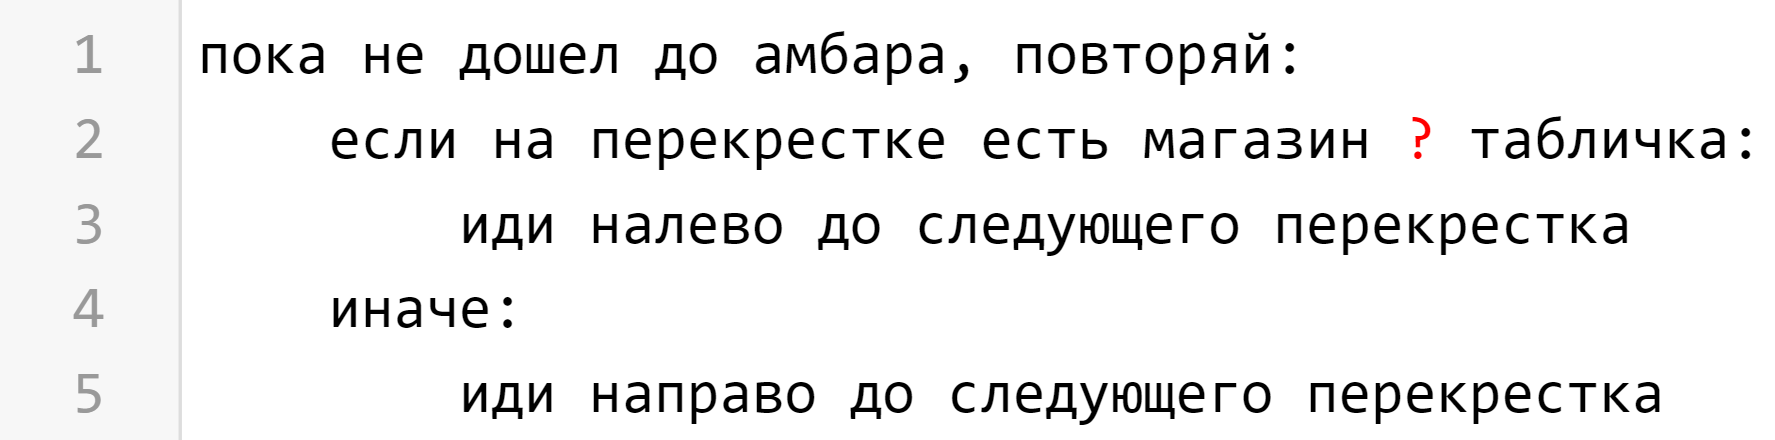 1 пока не дошел до амбара, повторяй:
2 если на перекрестке есть магазин ? табличка:
3 иди налево до следующего перекрестка
4 иначе:
5 иди направо до следующего перекрестка